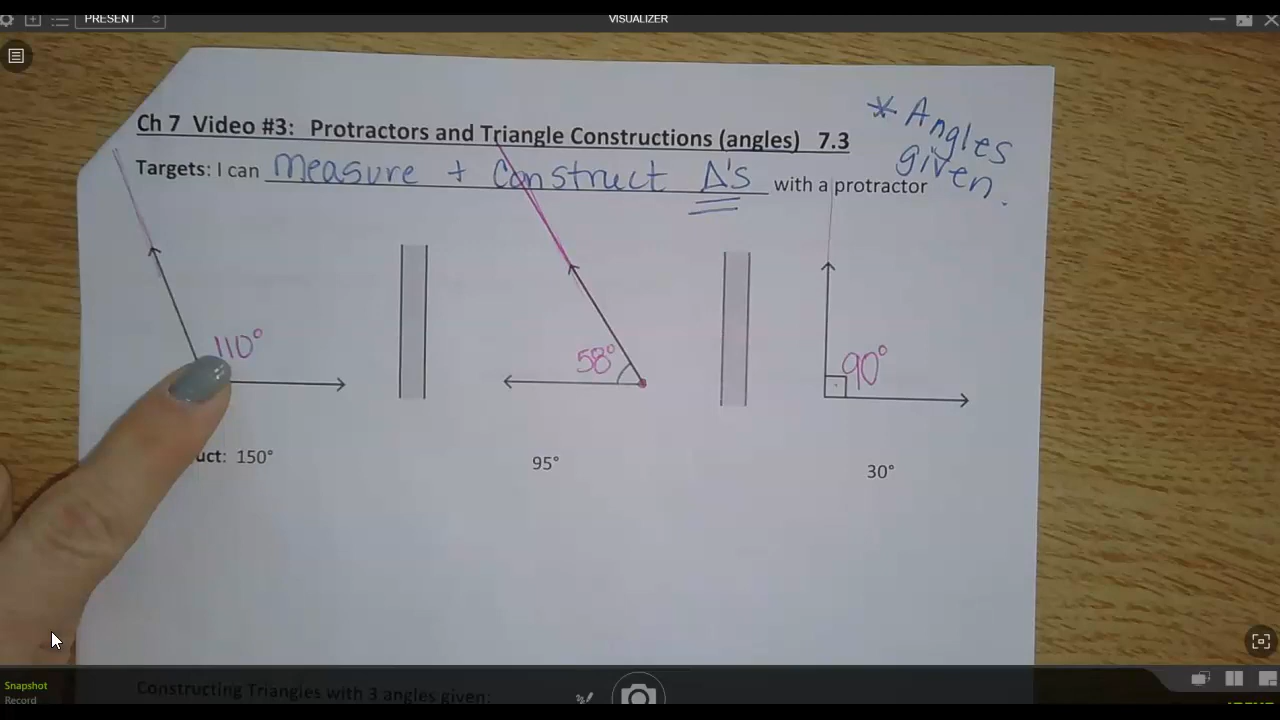 PRESENT
VISUALIZER
Ch 7 Video #3: Protractors and Triangle Constructions (angles) 7.3
* Angles
given.
Targets: I can measure + construct Δ's with a protractor
110°
58°
90°
uct: 150°
95°
30°
Constructing Triangles with 3 angles given:
Snapshot
Record